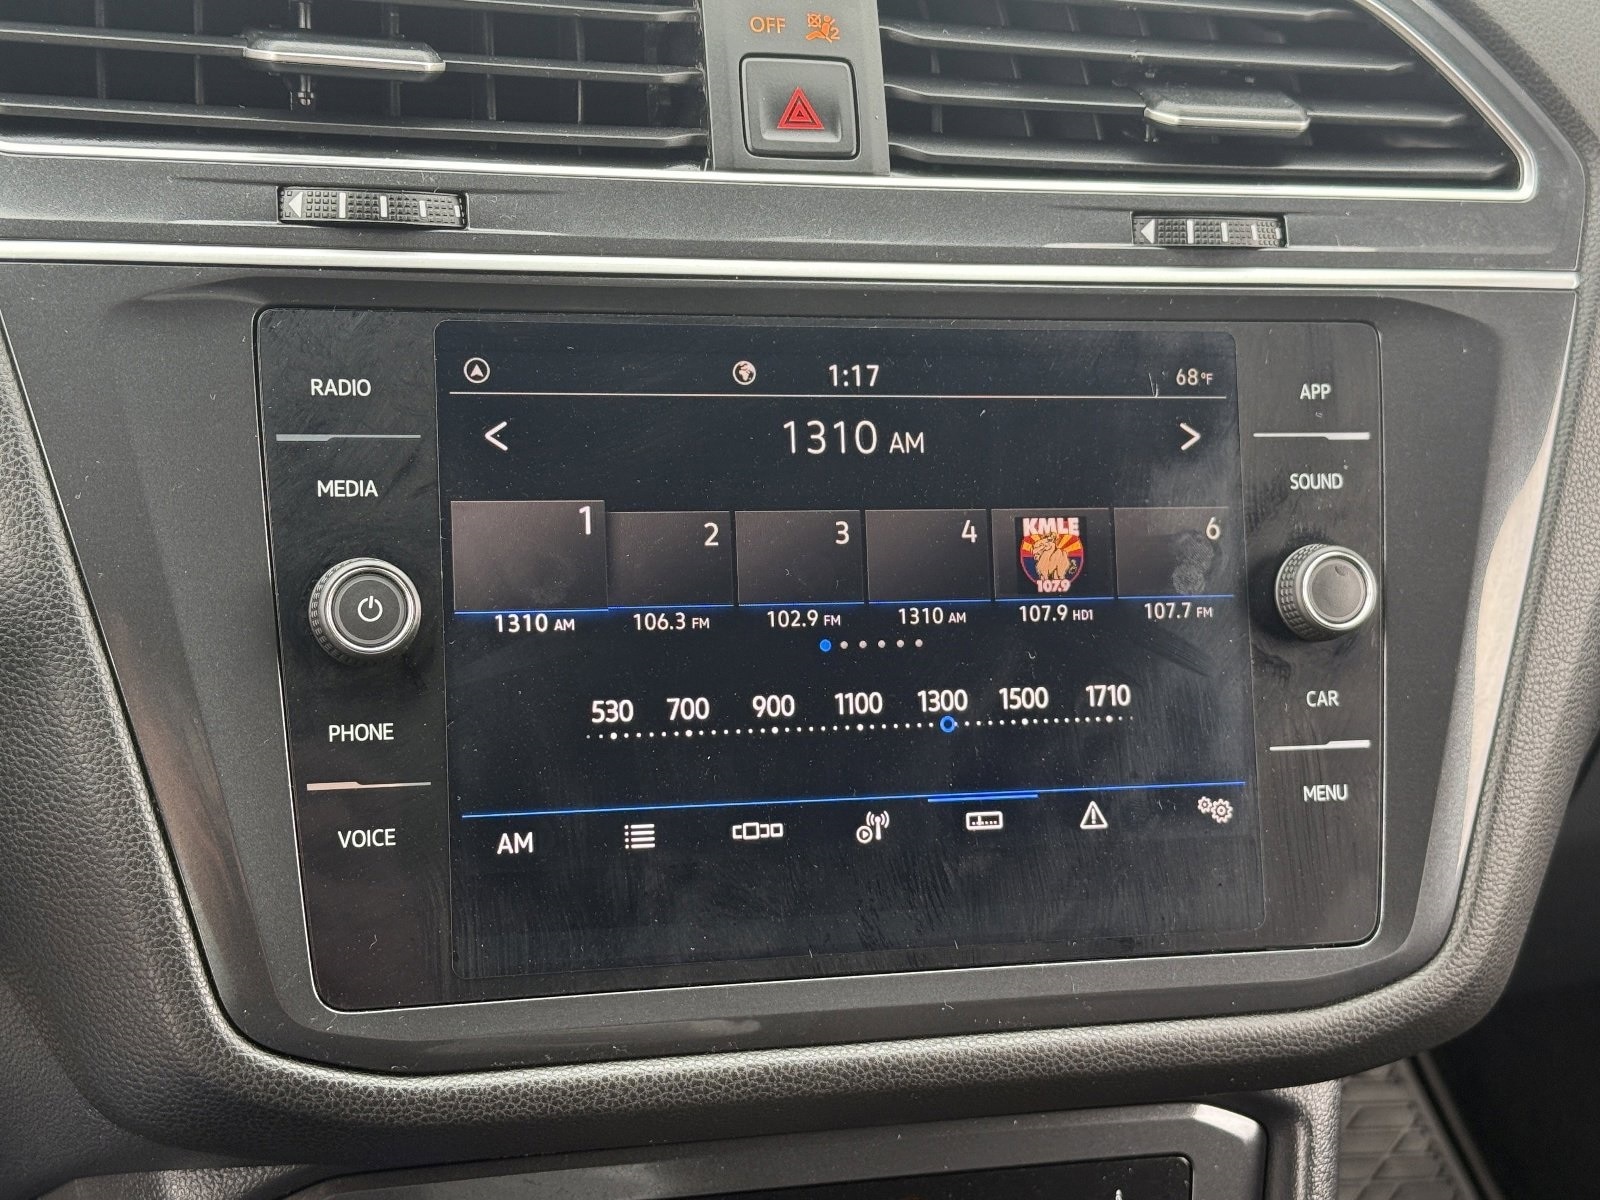 OFF 2
RADIO
MEDIA
PHONE
VOICE
1:17 68°F
< 1310 AM >
1 2 3 4 KMLE 107.9 6
1310 AM 106.3 FM 102.9 FM 1310 AM 107.9 HD1 107.7 FM
530 700 900 1100 1300 1500 1710
AM
APP
SOUND
CAR
MENU